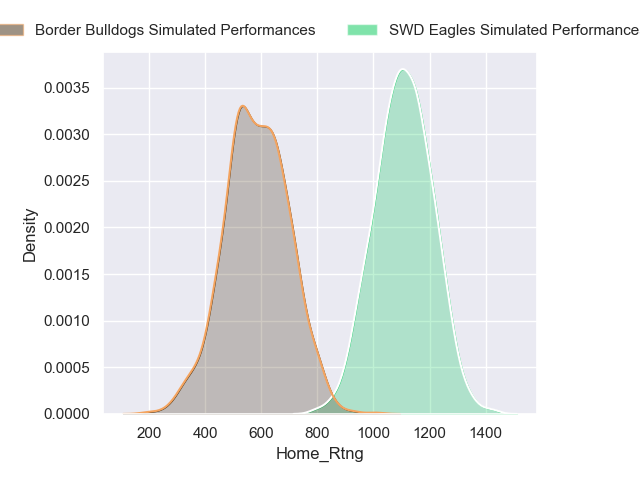 Border Bulldogs Simulated Performances
SWD Eagles Simulated Performance
0.0035
0.0030
0.0025
0.0020
0.0015
0.0010
0.0005
0.0000
Density
200 400 600 800 1000 1200 1400
Home_Rtng